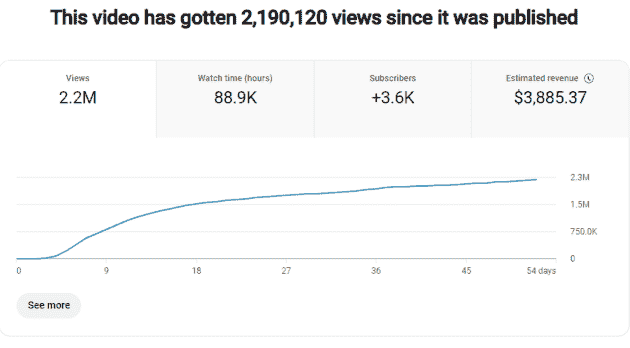 This video has gotten 2,190,120 views since it was published
Views
2.2M
Watch time (hours)
88.9K
Subscribers
+3.6K
Estimated revenue
$3,885.37
2.3M
1.5M
750.0K
0
0 9 18 27 36 45 54 days
See more